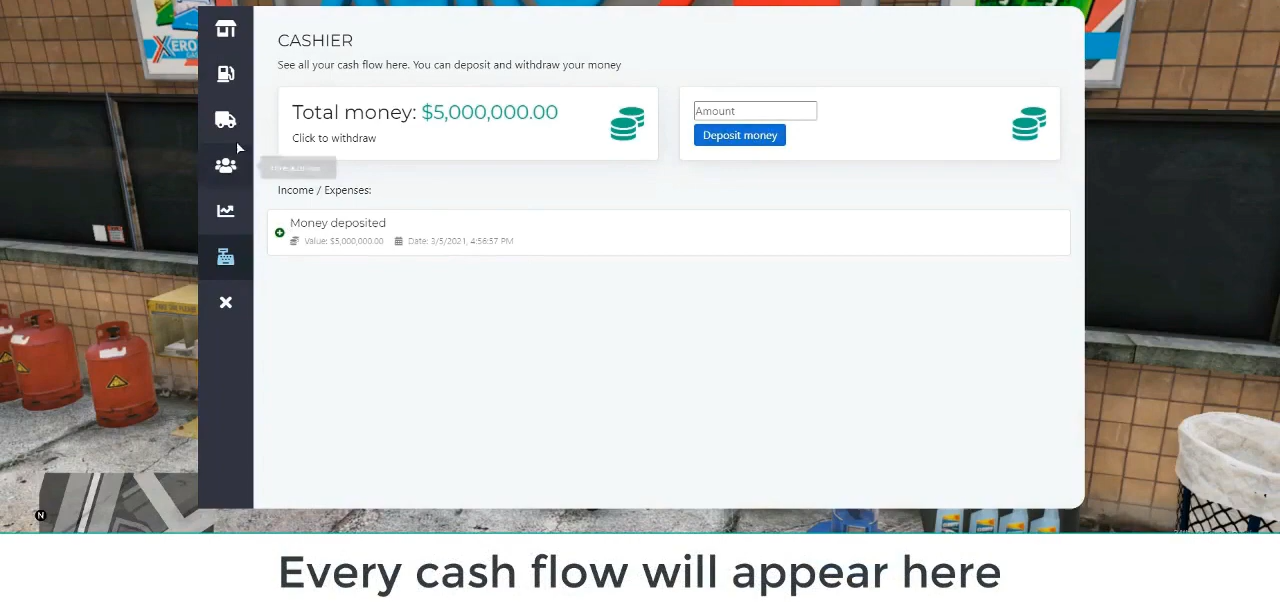 XERO
CASHIER
See all your cash flow here. You can deposit and withdraw your money
Total money: $5,000,000.00
Click to withdraw
Amount
Deposit money
Income / Expenses:
Money deposited
Value: $5,000,000.00 Date: 3/5/2021, 4:56:57 PM
N
Every cash flow will appear here